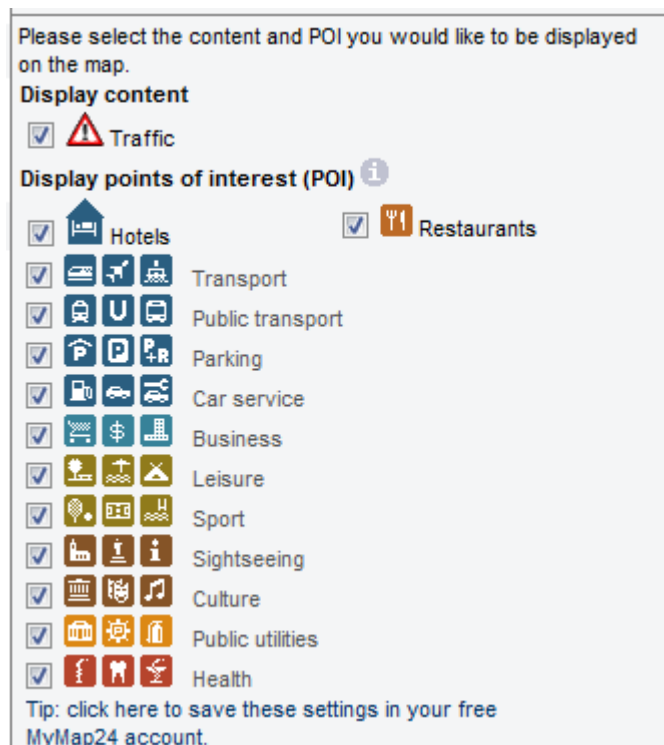 Please select the content and POI you would like to be displayed
on the map.
Display content
Traffic
Display points of interest (POI) i
Hotels Restaurants
Transport
U Public transport
P P P+R Parking
Car service
$ Business
Leisure
Sport
i Sightseeing
Culture
Public utilities
Health
Tip: click here to save these settings in your free
MyMap24 account.